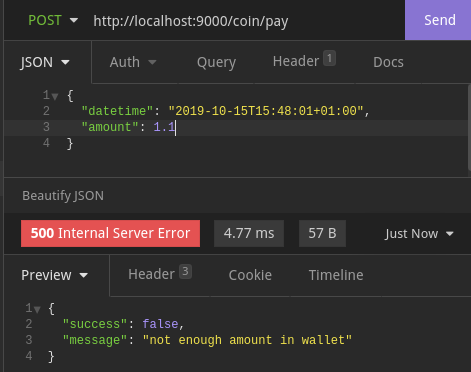 POST http://localhost:9000/coin/pay Send
JSON Auth Query Header 1 Docs
1 {
2 "datetime": "2019-10-15T15:48:01+01:00",
3 "amount": 1.1
4 }
Beautify JSON
500 Internal Server Error 4.77 ms 57 B Just Now
Preview Header 3 Cookie Timeline
1 {
2 "success": false,
3 "message": "not enough amount in wallet"
4 }